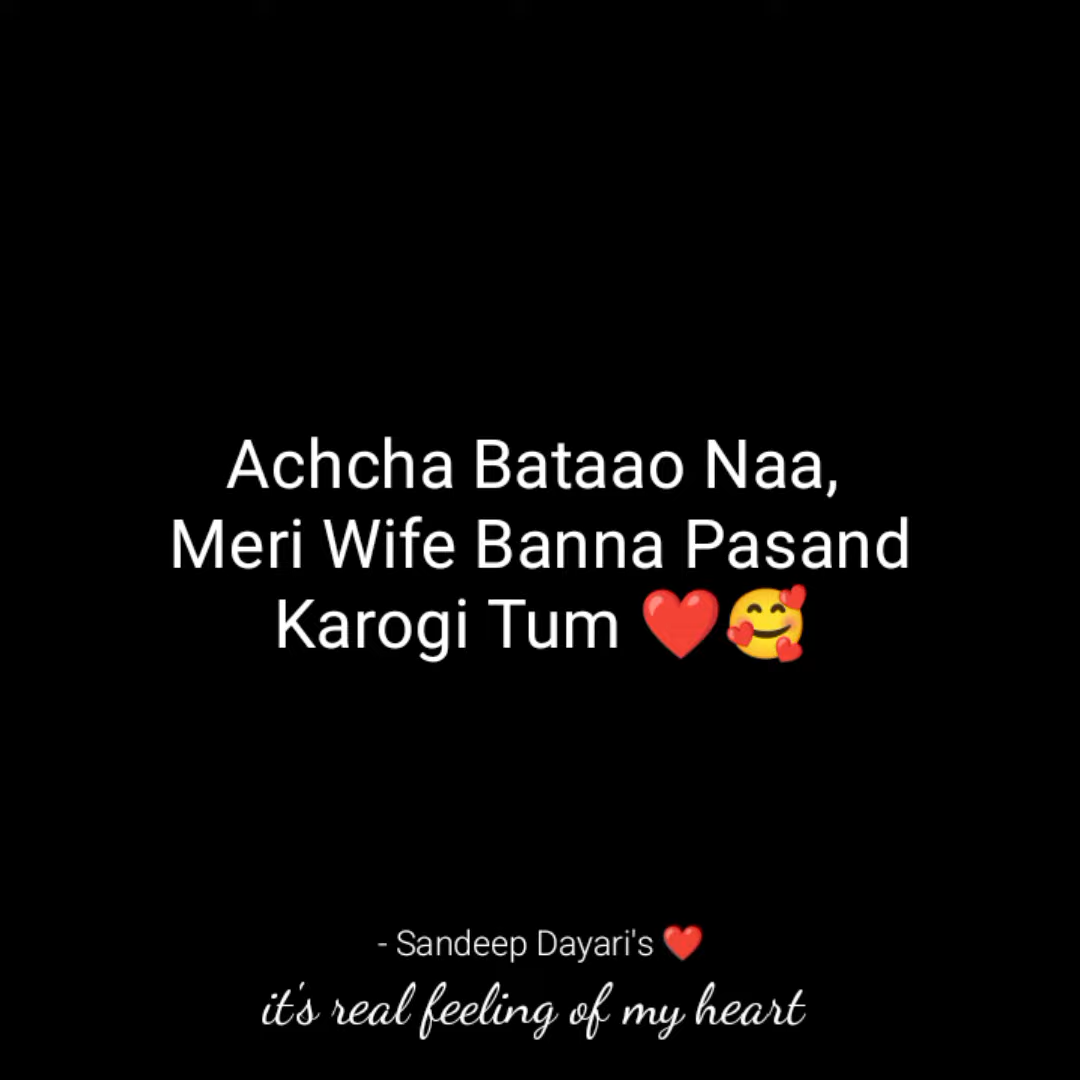 Achcha Bataao Naa,
Meri Wife Banna Pasand
Karogi Tum ❤️🥰
- Sandeep Dayari's ❤️
it's real feeling of my heart